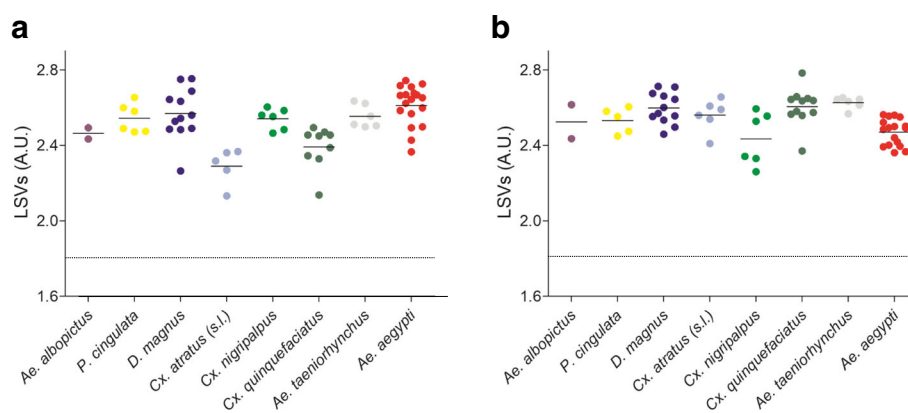 a
LSVs (A.U.)
2.8
2.4
2.0
1.6
Ae. albopictus
P. cingulata
D. magnus
Cx. atratus (s.l.)
Cx. nigripalpus
Cx. quinquefaciatus
Ae. taeniorhynchus
Ae. aegypti
b
LSVs (A.U.)
2.8
2.4
2.0
1.6
Ae. albopictus
P. cingulata
D. magnus
Cx. atratus (s.l.)
Cx. nigripalpus
Cx. quinquefaciatus
Ae. taeniorhynchus
Ae. aegypti